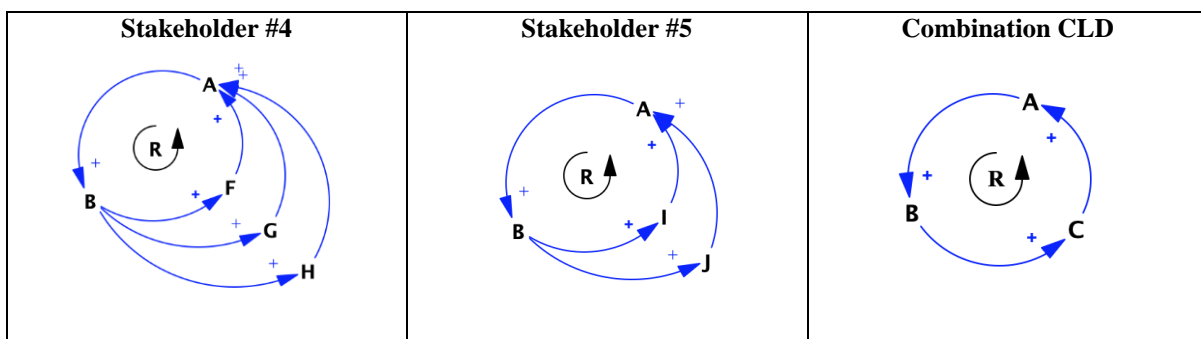 Stakeholder #4
Stakeholder #5
Combination CLD
+
+
A
+
R
+
B
+
F
+
G
+
H
A
+
+
R
+
B
+
I
+
J
A
+
+
R
B
+
C